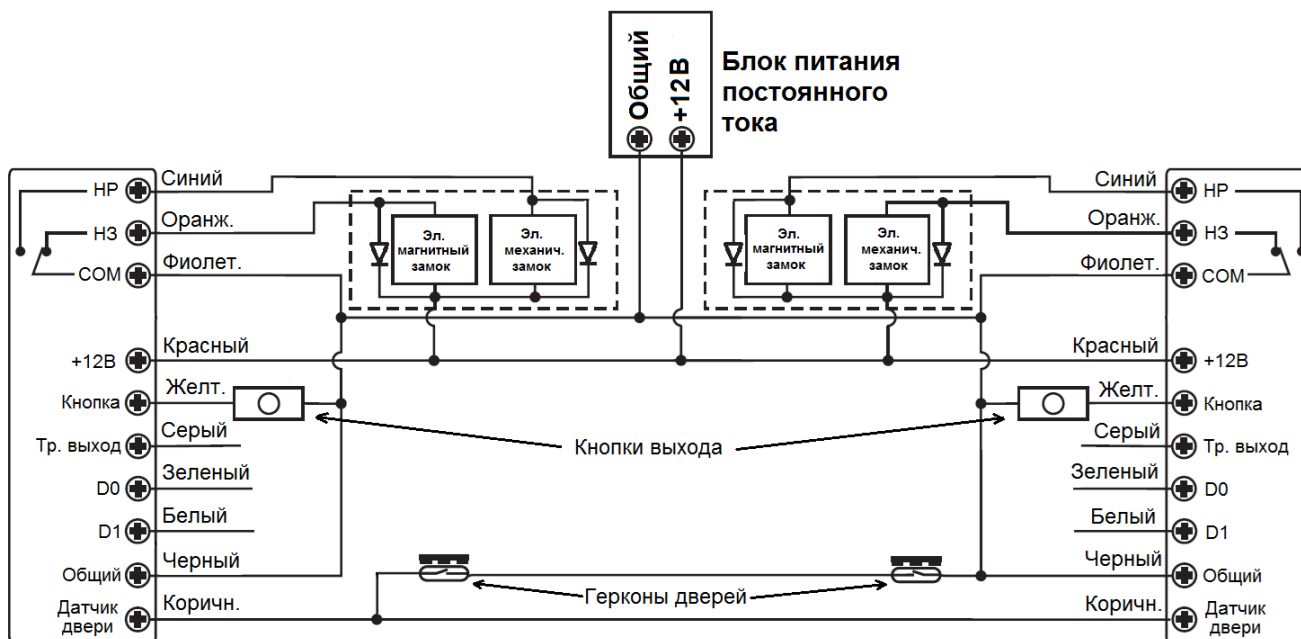 Общий
+12В
Блок питания
постоянного
тока
НР
Синий
НЗ
Оранж.
COM
Фиолет.
Эл.
магнитный
замок
Эл.
механич.
замок
Эл.
магнитный
замок
Эл.
механич.
замок
Синий
НР
Оранж.
НЗ
Фиолет.
COM
+12В
Красный
Красный
+12В
Кнопка
Желт.
Желт.
Кнопка
Кнопки выхода
Тр. выход
Серый
Серый
Тр. выход
D0
Зеленый
Зеленый
D0
D1
Белый
Белый
D1
Общий
Черный
Черный
Общий
Герконы дверей
Датчик
двери
Коричн.
Коричн.
Датчик
двери